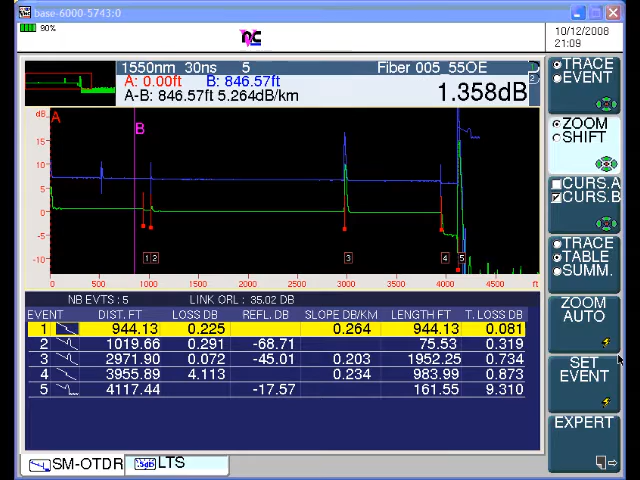 base-6000-5743:0
90%
10/12/2008
21:09
1550nm 30ns 5 Fiber 005 55OE
A: 0.00ft B: 846.57ft
A-B: 846.57ft 5.264dB/km
1.358dB
2
dB
A
B
15
10
5
0
-5
-10
1 2 3 4 5
0 500 1000 1500 2000 2500 3000 3500 4000 4500 ft
NB EVTS : 5 LINK ORL : 35.02 DB
EVENT DIST. FT LOSS DB REFL. DB SLOPE DB/KM LENGTH FT T. LOSS DB
1 944.13 0.225 0.264 944.13 0.081
2 1019.66 0.291 -68.71 75.53 0.319
3 2971.90 0.072 -45.01 0.203 1952.25 0.734
4 3955.89 4.113 0.234 983.99 0.873
5 4117.44 -17.57 161.55 9.310
SM-OTDR LTS
TRACE
EVENT
ZOOM
SHIFT
CURS.A
CURS.B
TRACE
TABLE
SUMM.
ZOOM
AUTO
SET
EVENT
EXPERT